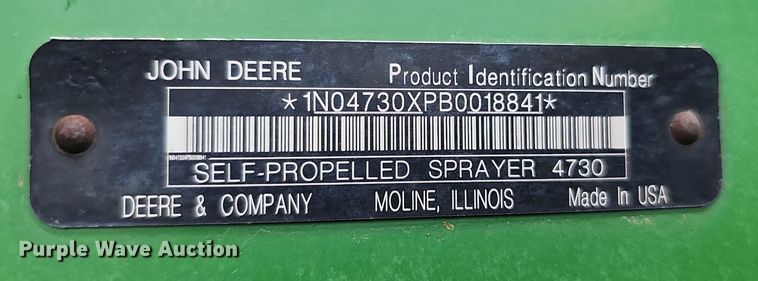 JOHN DEERE Product Identification Number
*1N04730XPB0018841*
1N04730XPB0018841
SELF-PROPELLED SPRAYER 4730
DEERE & COMPANY MOLINE, ILLINOIS Made In USA
Purple Wave Auction